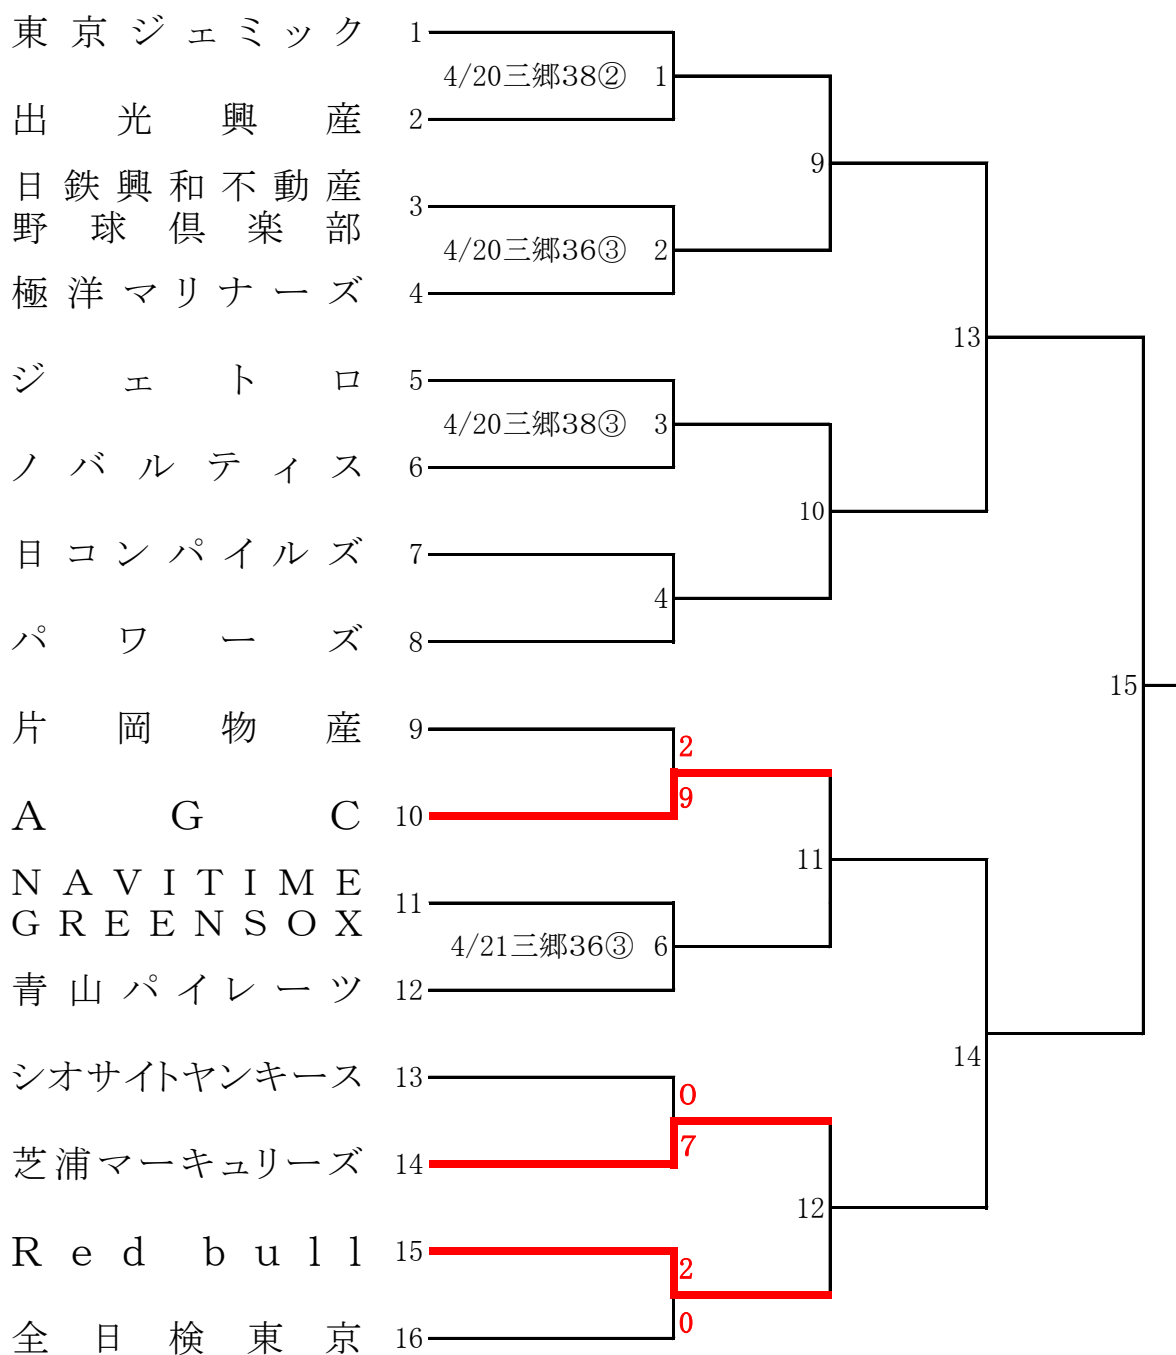 東京ジェミック 1
4/20三郷38② 1
出光興産 2
9
日鉄興和不動産
野球倶楽部 3
4/20三郷36③ 2
極洋マリナーズ 4
13
ジェトロ 5
4/20三郷38③ 3
ノバルティス 6
10
日コンパイルズ 7
4
パワーズ 8
15
片岡物産 9
2
9
AGC 10
11
NAVITIME
GREENSOX 11
4/21三郷36③ 6
青山パイレーツ 12
14
シオサイトヤンキース 13
0
7
芝浦マーキュリーズ 14
12
Red bull 15
2
0
全日検東京 16